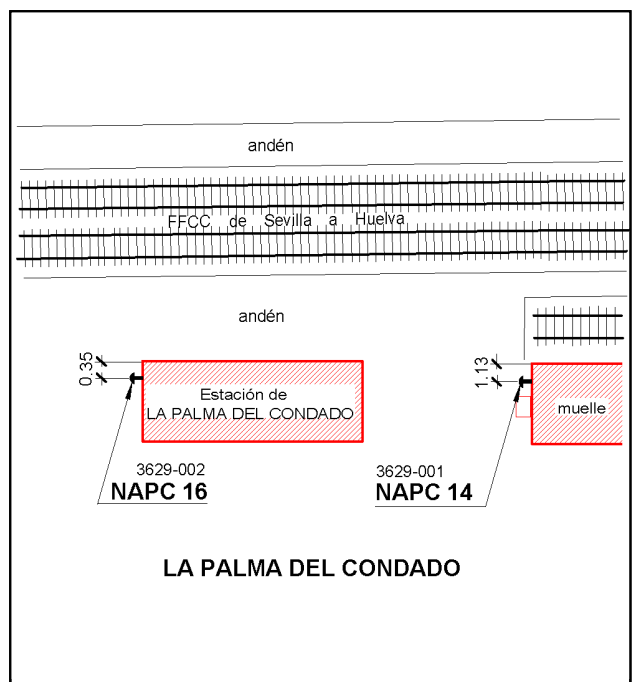 andén
FFCC de Sevilla a Huelva
andén
0.35
Estación de
LA PALMA DEL CONDADO
1.13
muelle
3629-002
NAPC 16
3629-001
NAPC 14
LA PALMA DEL CONDADO